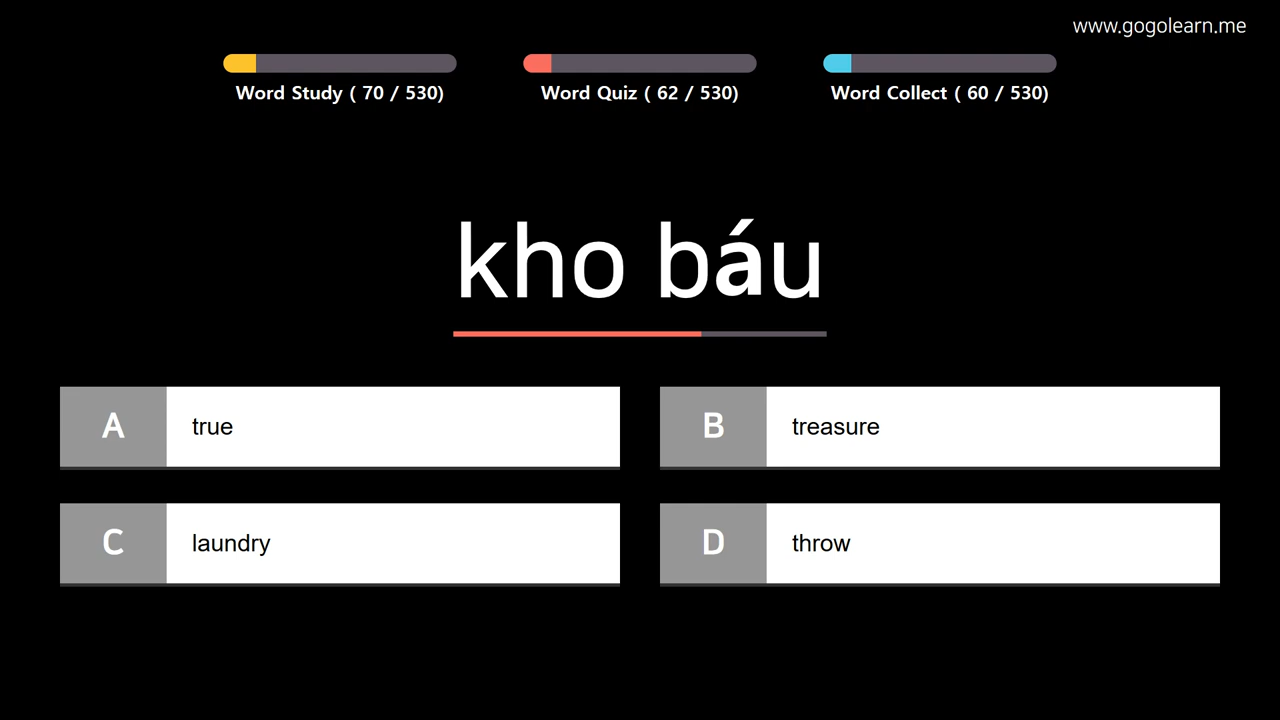 www.gogolearn.me
Word Study ( 70 / 530)
Word Quiz ( 62 / 530)
Word Collect ( 60 / 530)
kho báu
A true
B treasure
C laundry
D throw